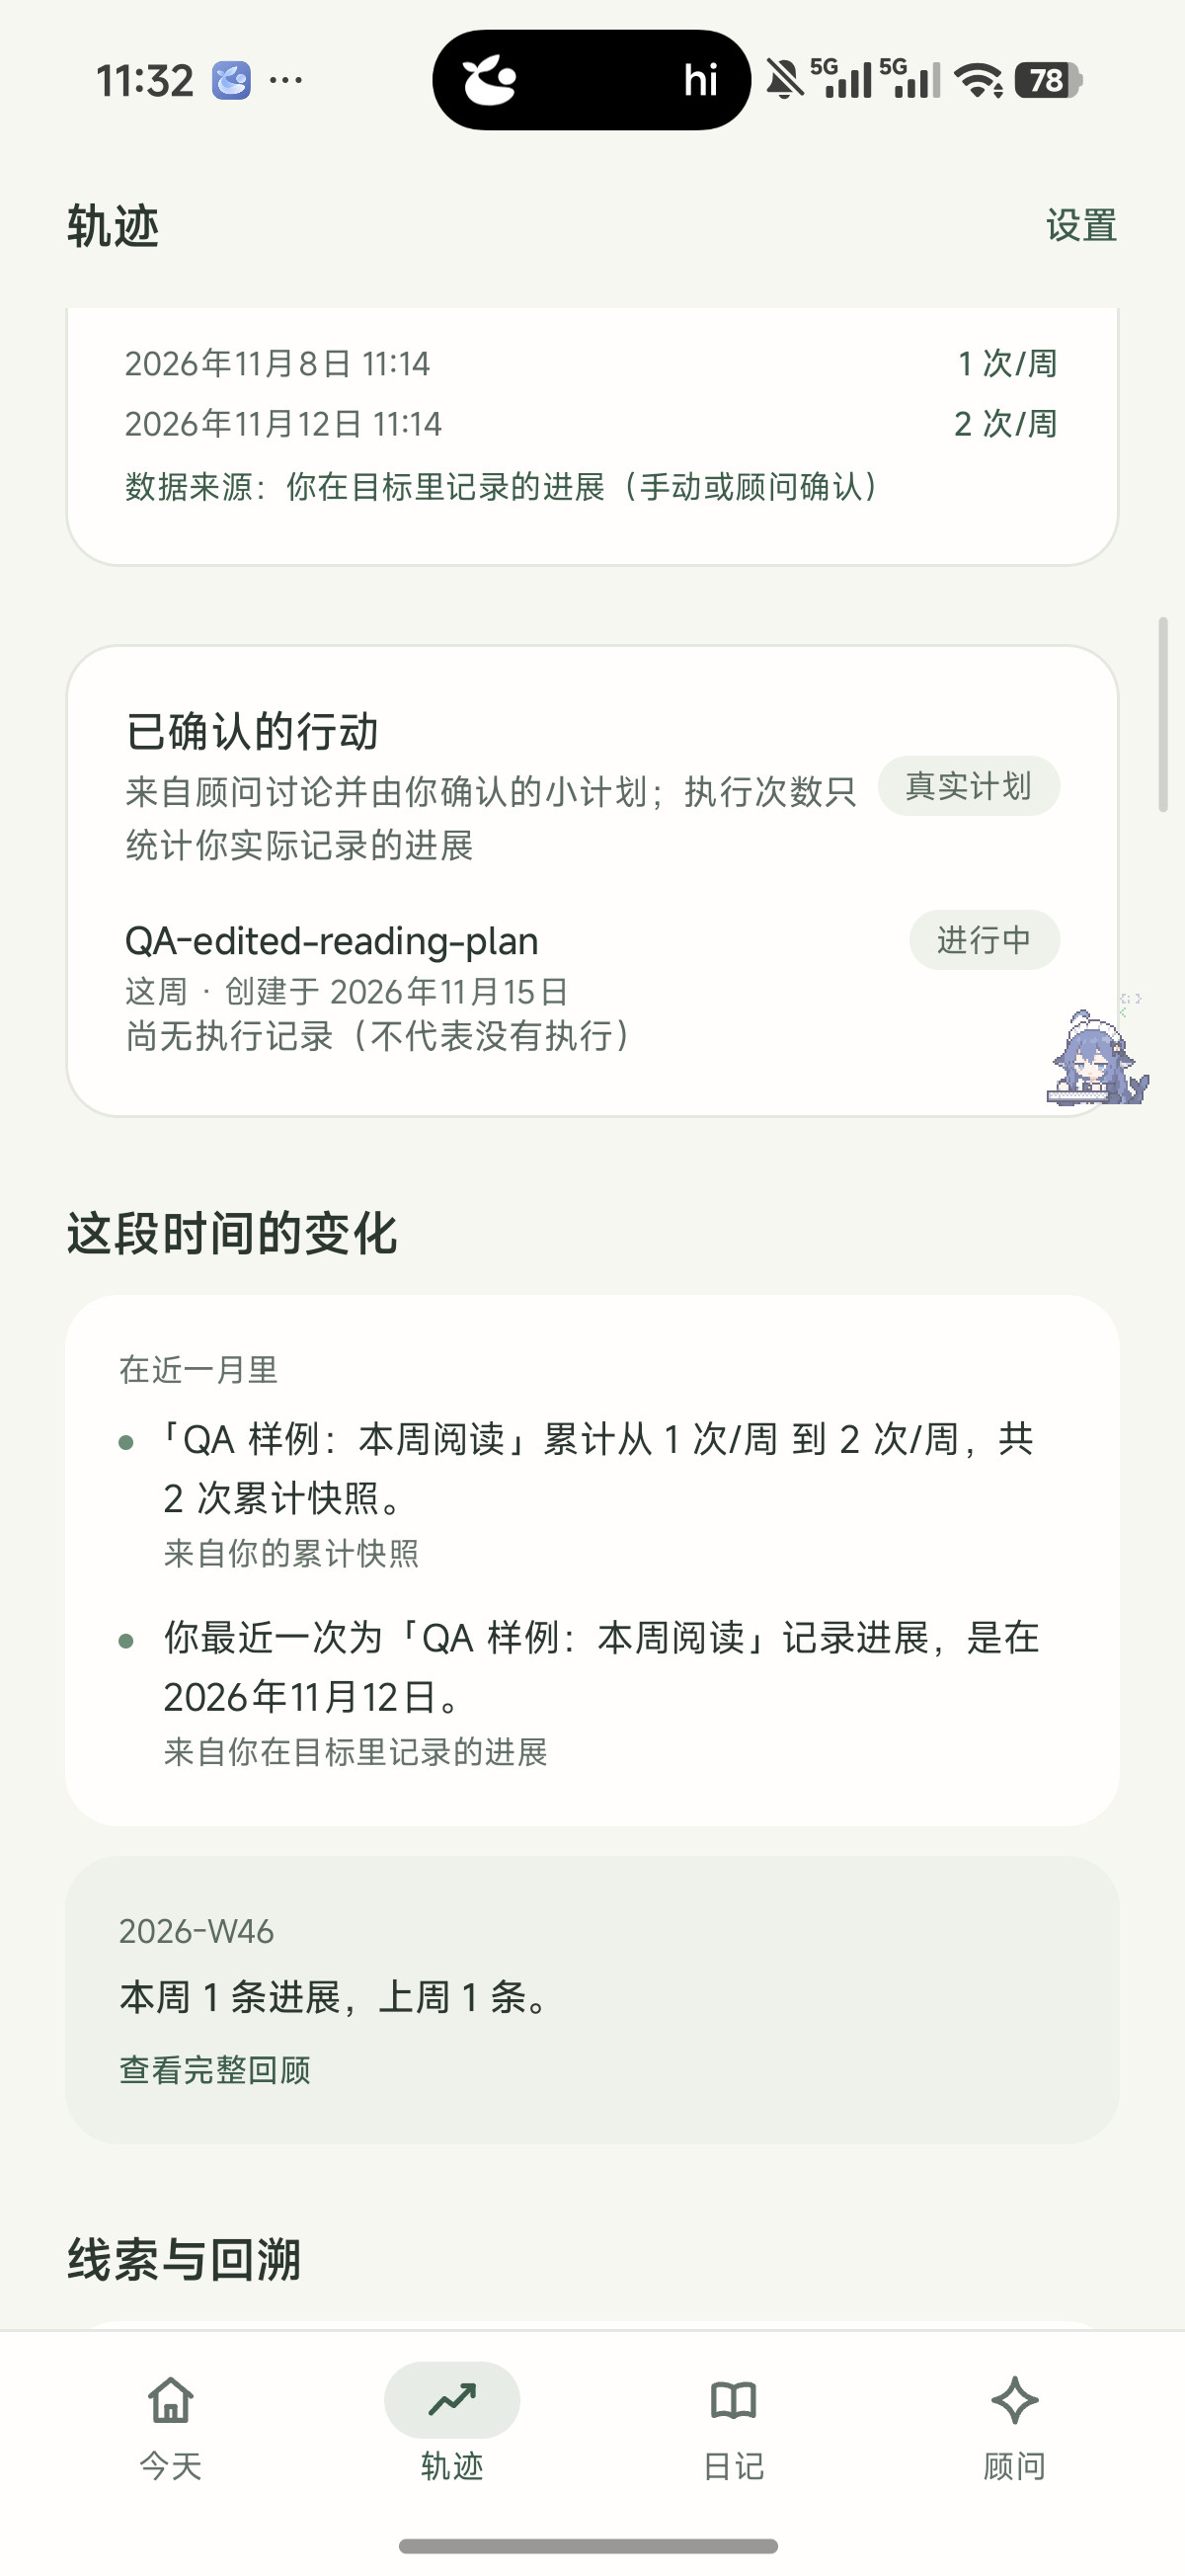 11:32
hi
5G 5G 78
轨迹 设置
2026年11月8日 11:14 1 次/周
2026年11月12日 11:14 2 次/周
数据来源：你在目标里记录的进展（手动或顾问确认）
已确认的行动
来自顾问讨论并由你确认的小计划；执行次数只
统计你实际记录的进展
真实计划
QA-edited-reading-plan 进行中
这周 · 创建于 2026年11月15日
尚无执行记录（不代表没有执行）
这段时间的变化
在近一月里
「QA 样例：本周阅读」累计从 1 次/周 到 2 次/周，共
2 次累计快照。
来自你的累计快照
你最近一次为「QA 样例：本周阅读」记录进展，是在
2026年11月12日。
来自你在目标里记录的进展
2026-W46
本周 1 条进展，上周 1 条。
查看完整回顾
线索与回溯
今天 轨迹 日记 顾问